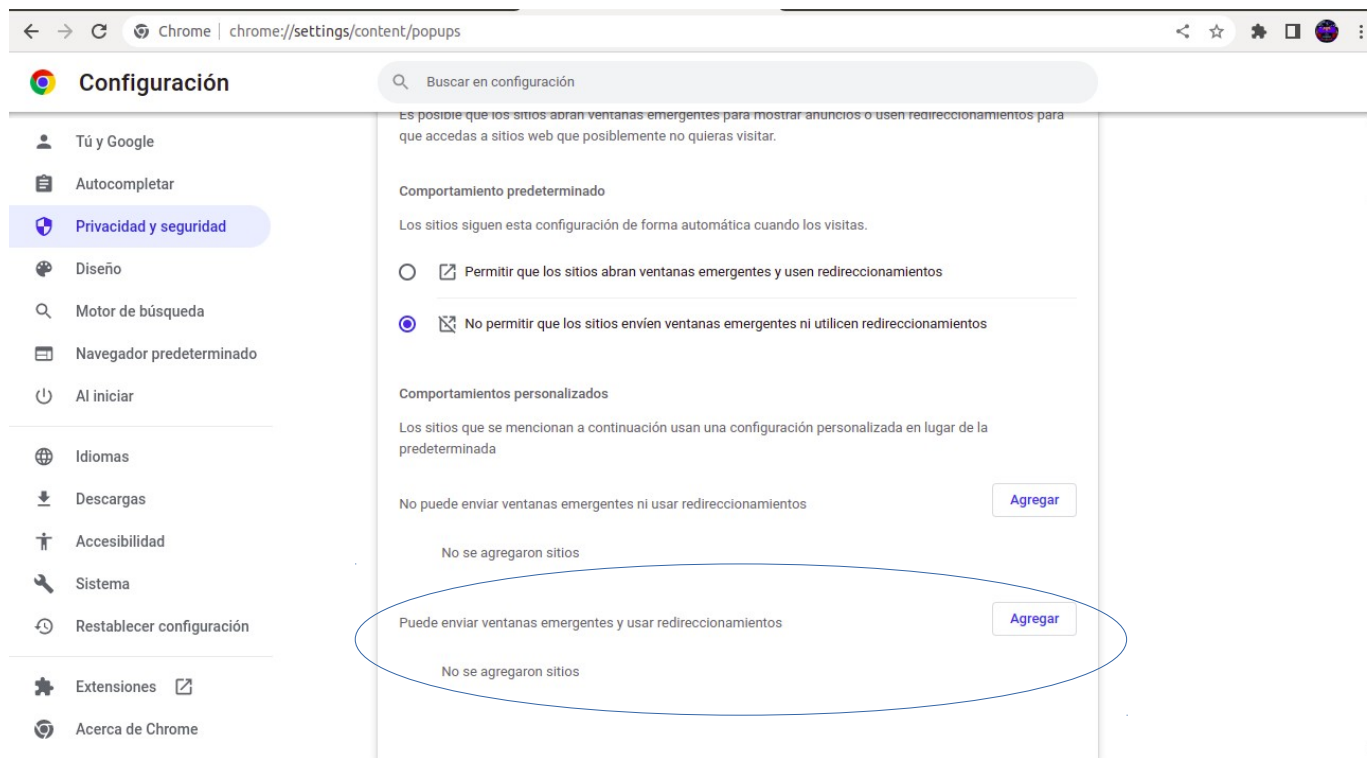 Chrome | chrome://settings/content/popups
Configuración
Buscar en configuración
Tú y Google
Autocompletar
Privacidad y seguridad
Diseño
Motor de búsqueda
Navegador predeterminado
Al iniciar
Idiomas
Descargas
Accesibilidad
Sistema
Restablecer configuración
Extensiones
Acerca de Chrome
Es posible que los sitios abran ventanas emergentes para mostrar anuncios o usen redireccionamientos para
que accedas a sitios web que posiblemente no quieras visitar.
Comportamiento predeterminado
Los sitios siguen esta configuración de forma automática cuando los visitas.
Permitir que los sitios abran ventanas emergentes y usen redireccionamientos
No permitir que los sitios envíen ventanas emergentes ni utilicen redireccionamientos
Comportamientos personalizados
Los sitios que se mencionan a continuación usan una configuración personalizada en lugar de la
predeterminada
No puede enviar ventanas emergentes ni usar redireccionamientos
Agregar
No se agregaron sitios
Puede enviar ventanas emergentes y usar redireccionamientos
Agregar
No se agregaron sitios